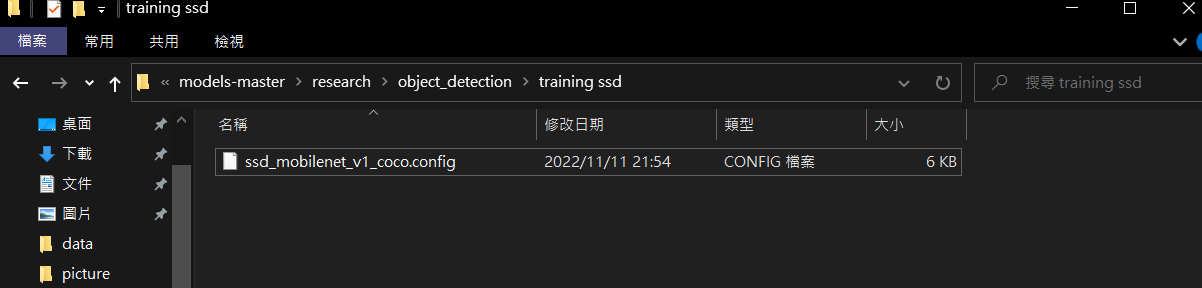 training ssd
檔案 常用 共用 檢視
« models-master > research > object_detection > training ssd 搜尋 training ssd
名稱 修改日期 類型 大小
ssd_mobilenet_v1_coco.config 2022/11/11 21:54 CONFIG 檔案 6 KB
桌面
下載
文件
圖片
data
picture